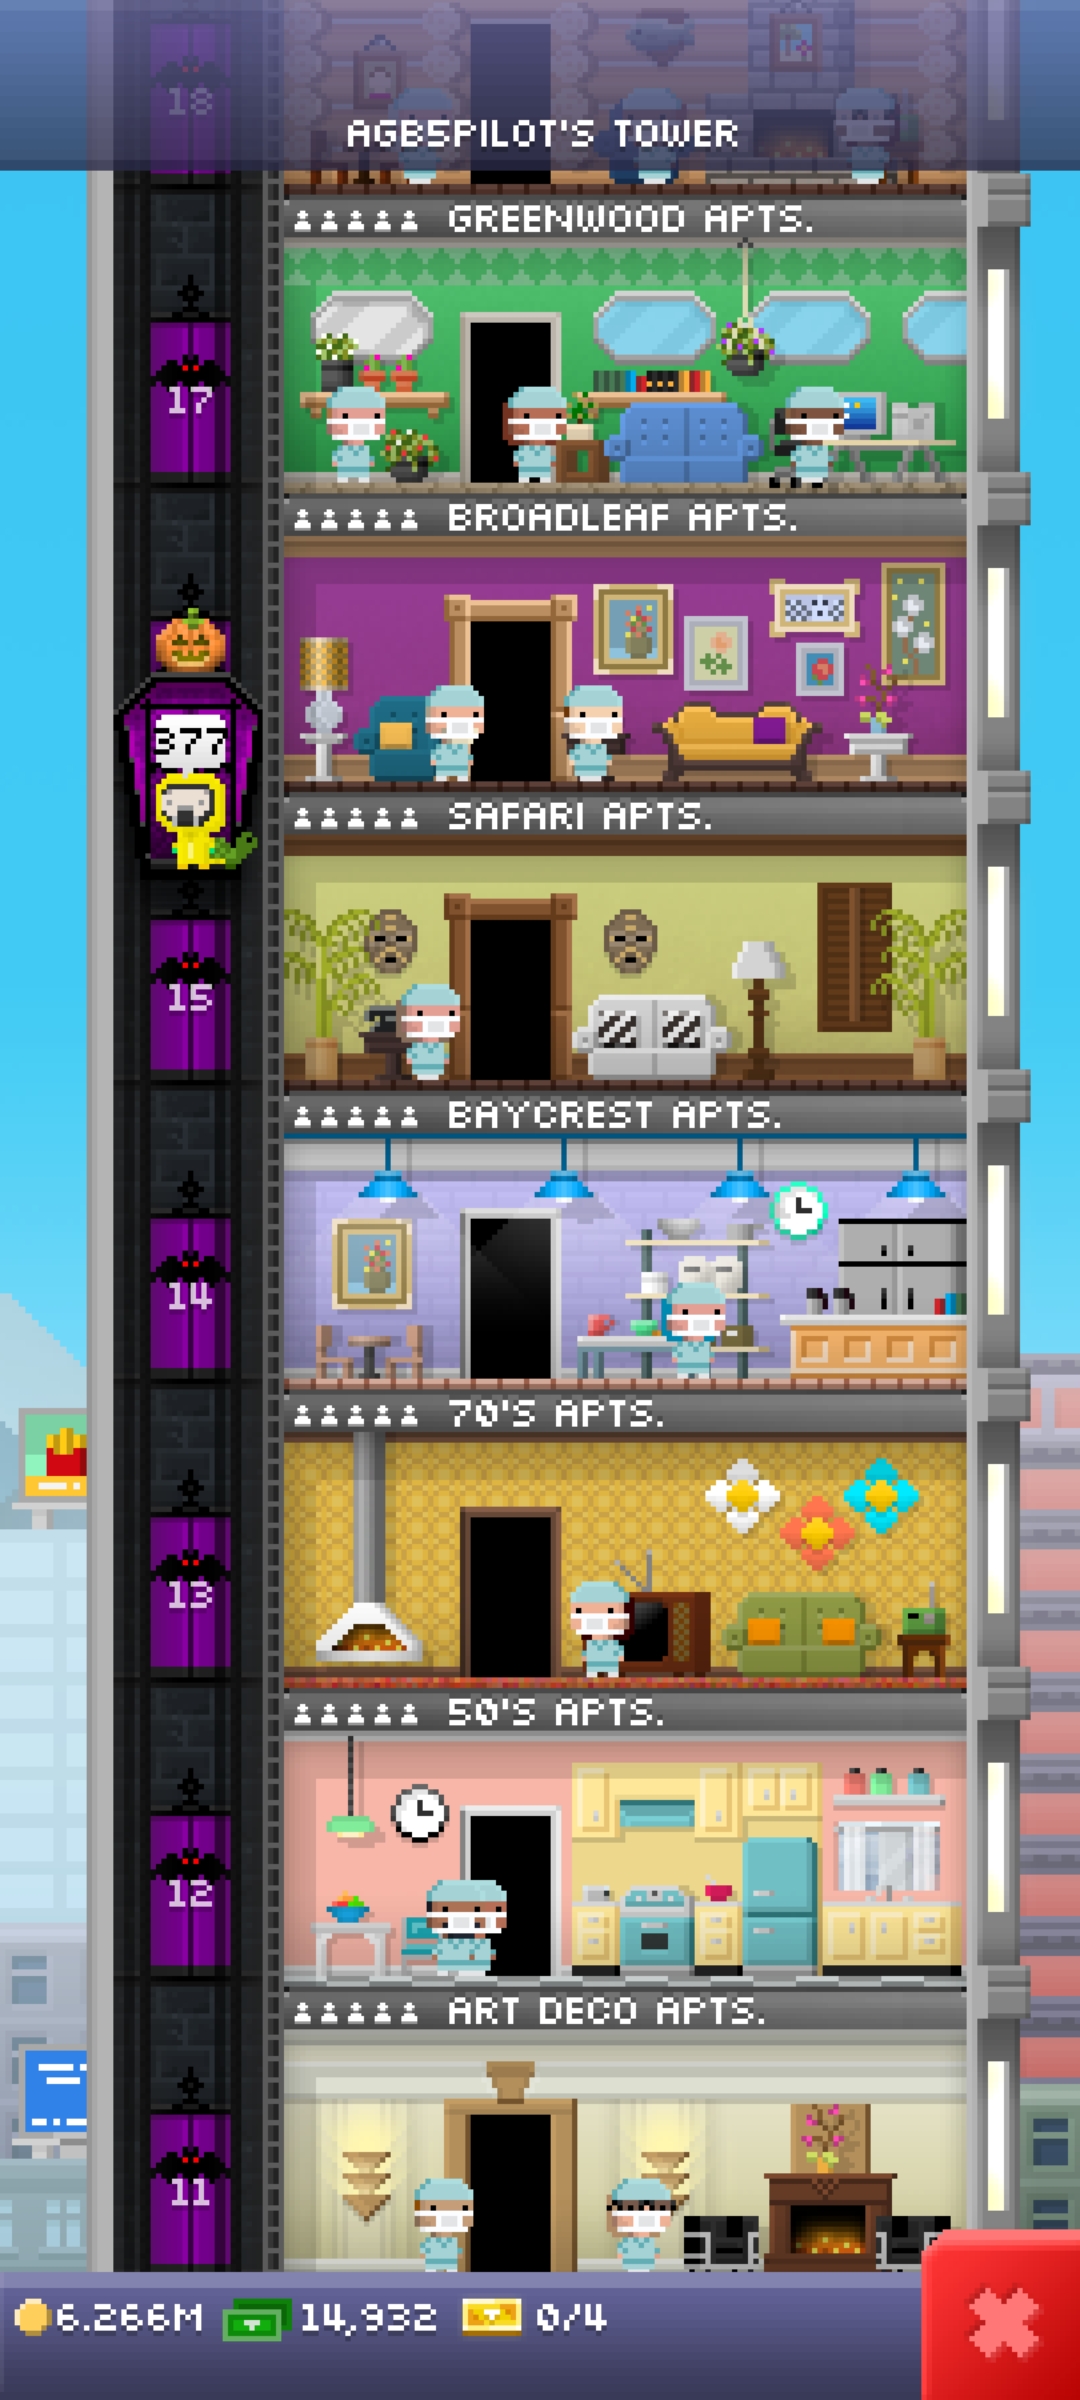 18
AGB5PILOT'S TOWER
GREENWOOD APTS.
17
BROADLEAF APTS.
377
SAFARI APTS.
15
BAYCREST APTS.
14
70'S APTS.
13
50'S APTS.
12
ART DECO APTS.
11
6.266M 14,932 0/4